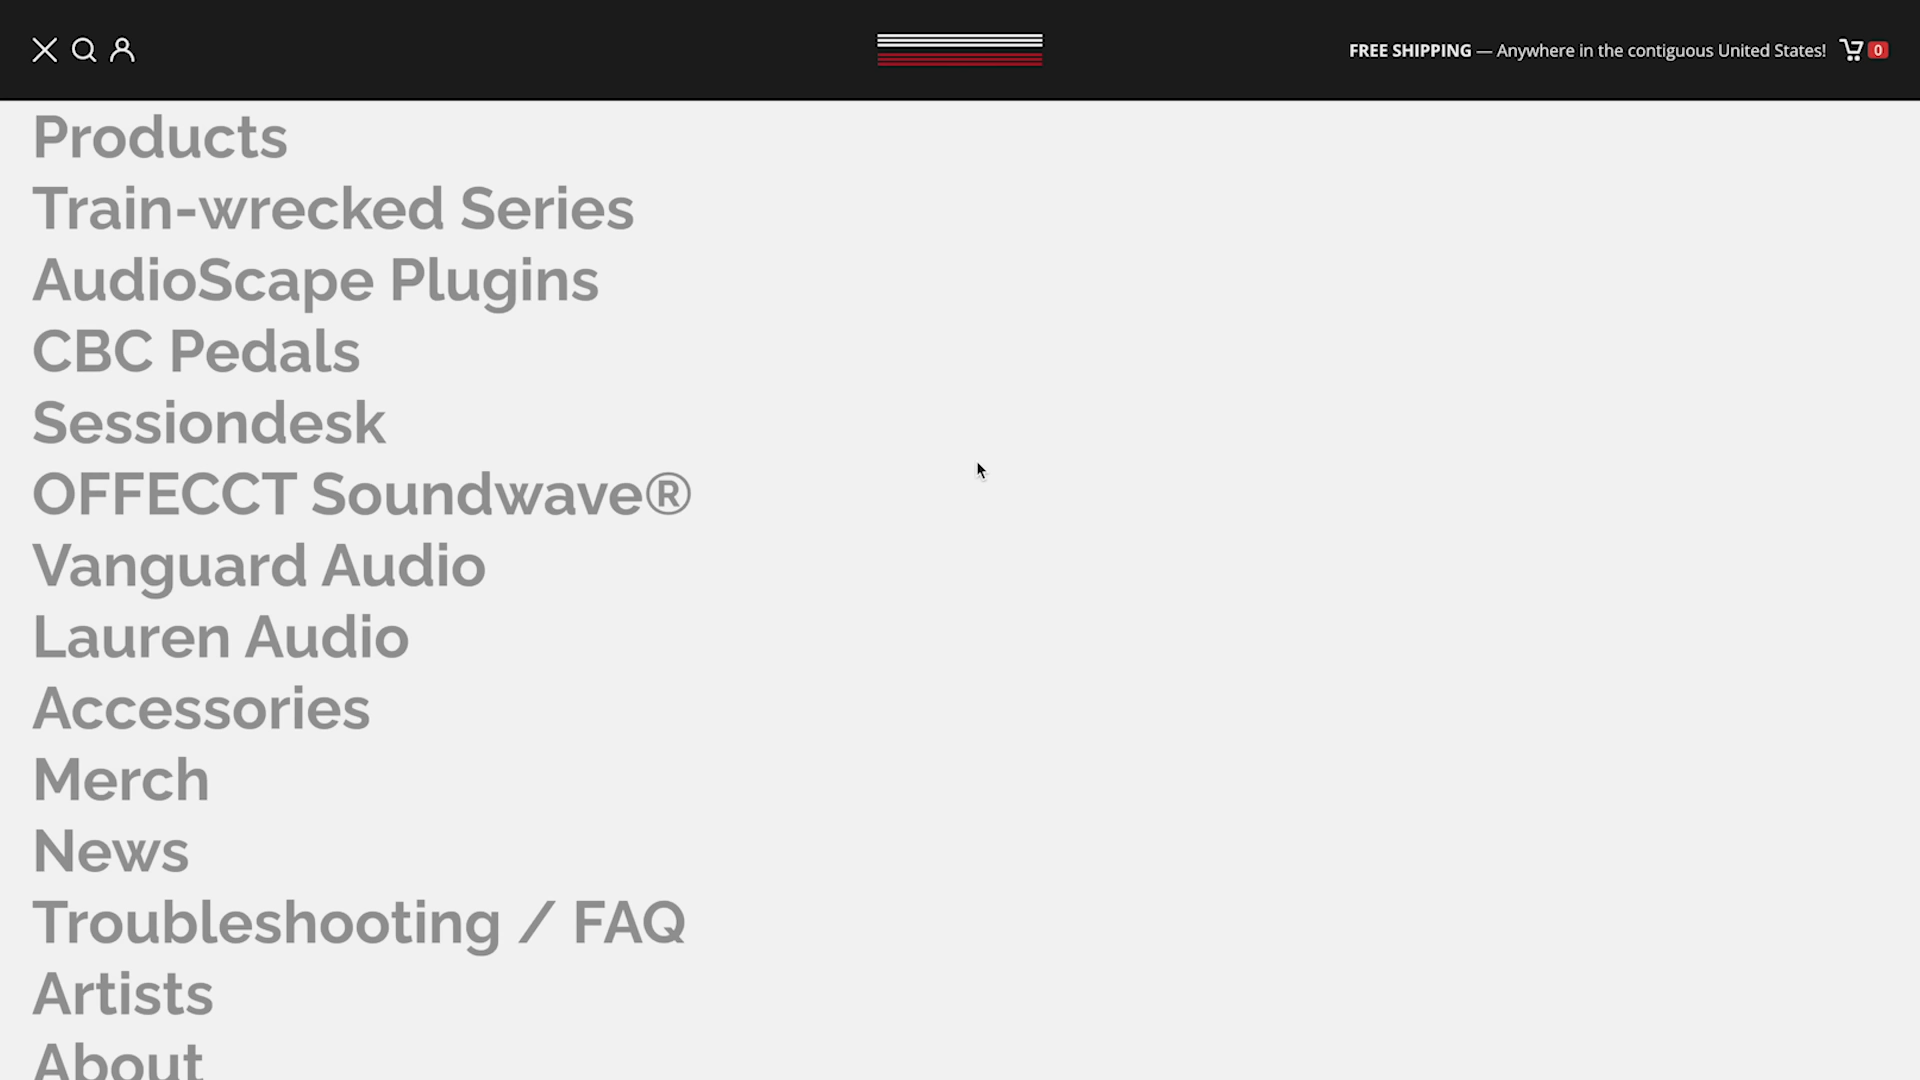 FREE SHIPPING — Anywhere in the contiguous United States! 0
Products
Train-wrecked Series
AudioScape Plugins
CBC Pedals
Sessiondesk
OFFECCT Soundwave®
Vanguard Audio
Lauren Audio
Accessories
Merch
News
Troubleshooting / FAQ
Artists
About